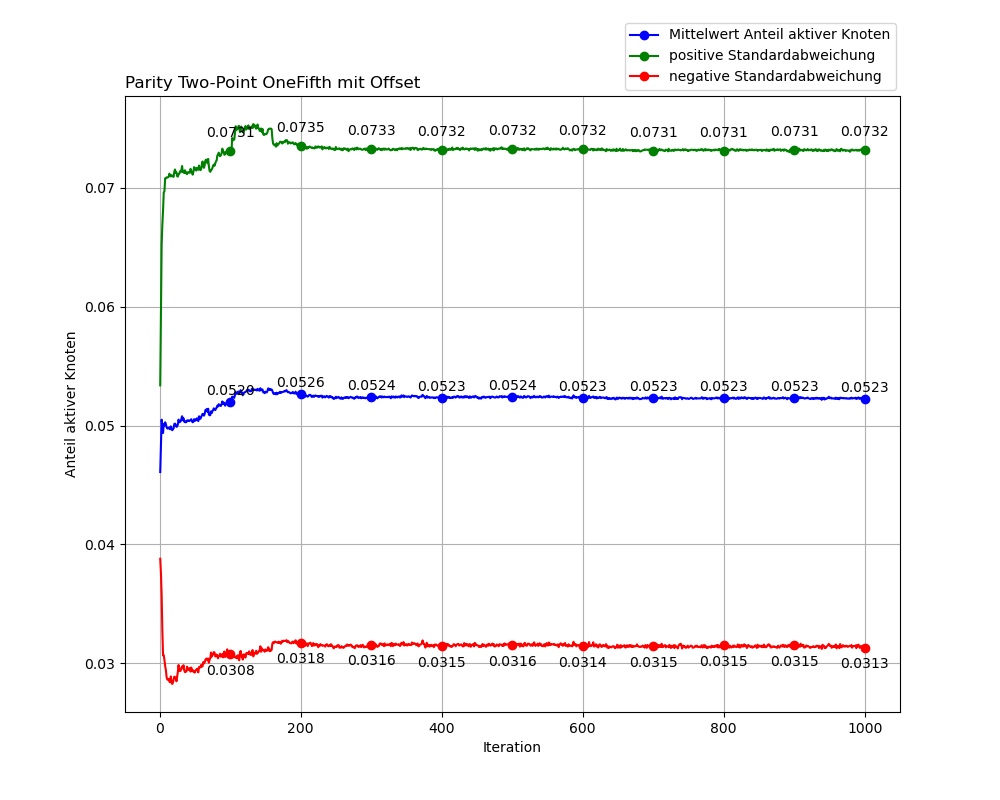 Mittelwert Anteil aktiver Knoten
positive Standardabweichung
negative Standardabweichung
Parity Two-Point OneFifth mit Offset
0.0731 0.0735 0.0733 0.0732 0.0732 0.0732 0.0731 0.0731 0.0731 0.0732
0.07
0.06
0.0520 0.0526 0.0524 0.0523 0.0524 0.0523 0.0523 0.0523 0.0523 0.0523
0.05
0.04
0.03
0.0308 0.0318 0.0316 0.0315 0.0316 0.0314 0.0315 0.0315 0.0315 0.0313
Anteil aktiver Knoten
0 200 400 600 800 1000
Iteration